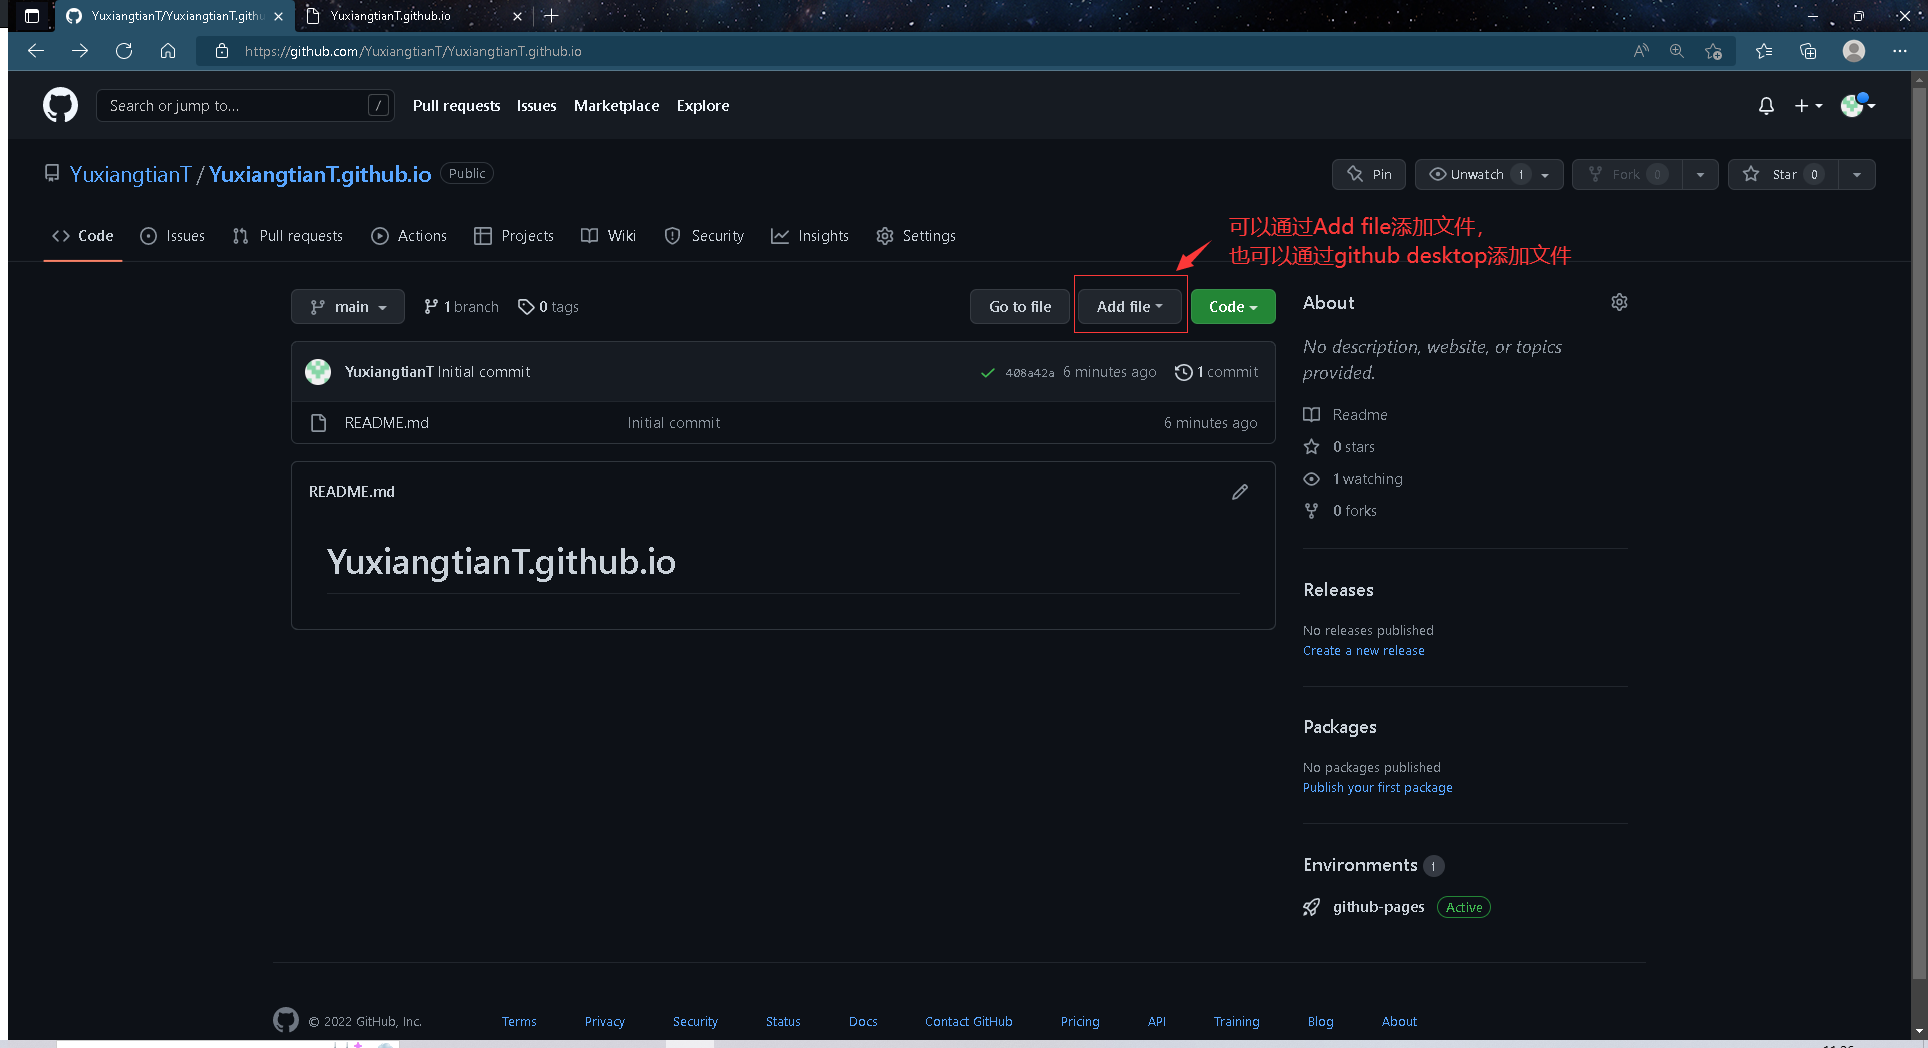 YuxiangtianT/YuxiangtianT.githu
YuxiangtianT.github.io
https://github.com/YuxiangtianT/YuxiangtianT.github.io
Search or jump to...
/
Pull requests
Issues
Marketplace
Explore
YuxiangtianT / YuxiangtianT.github.io
Public
Pin
Unwatch 1
Fork 0
Star 0
Code
Issues
Pull requests
Actions
Projects
Wiki
Security
Insights
Settings
可以通过Add file添加文件,
也可以通过github desktop添加文件
main
1 branch
0 tags
Go to file
Add file
Code
YuxiangtianT Initial commit
408a42a 6 minutes ago
1 commit
README.md
Initial commit
6 minutes ago
README.md
YuxiangtianT.github.io
About
No description, website, or topics
provided.
Readme
0 stars
1 watching
0 forks
Releases
No releases published
Create a new release
Packages
No packages published
Publish your first package
Environments 1
github-pages
Active
© 2022 GitHub, Inc.
Terms
Privacy
Security
Status
Docs
Contact GitHub
Pricing
API
Training
Blog
About